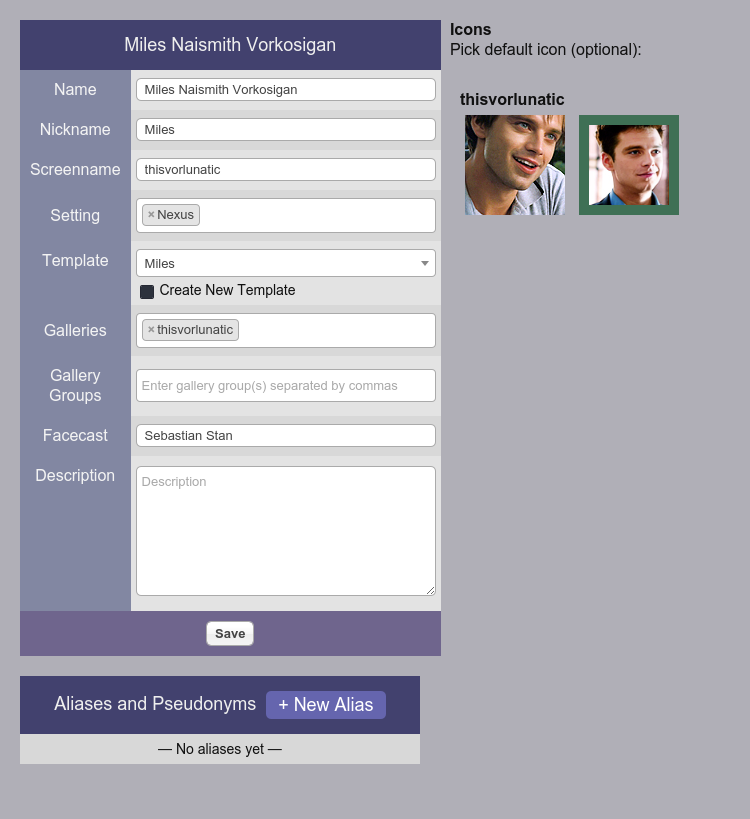 Miles Naismith Vorkosigan
Name
Miles Naismith Vorkosigan
Nickname
Miles
Screenname
thisvorlunatic
Setting
× Nexus
Template
Miles
Create New Template
Galleries
× thisvorlunatic
Gallery
Groups
Enter gallery group(s) separated by commas
Facecast
Sebastian Stan
Description
Description
Save
Aliases and Pseudonyms
+ New Alias
— No aliases yet —
Icons
Pick default icon (optional):
thisvorlunatic